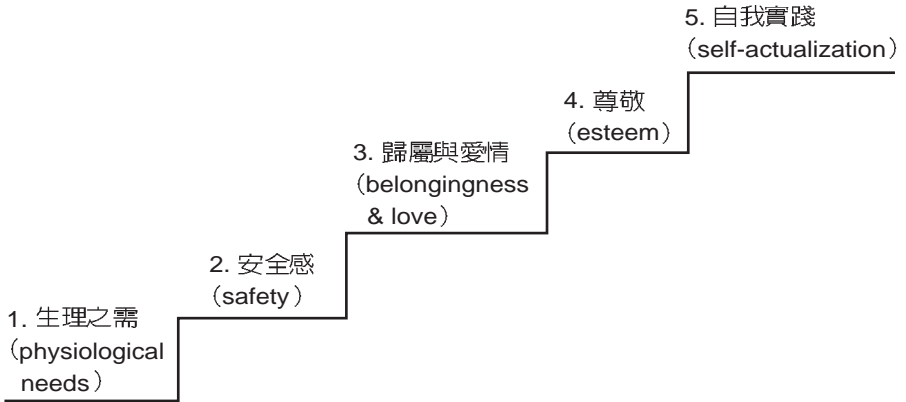 5. 自我實踐
（self-actualization）
4. 尊敬
（esteem）
3. 歸屬與愛情
（belongingness
& love）
2. 安全感
（safety）
1. 生理之需
（physiological
needs）